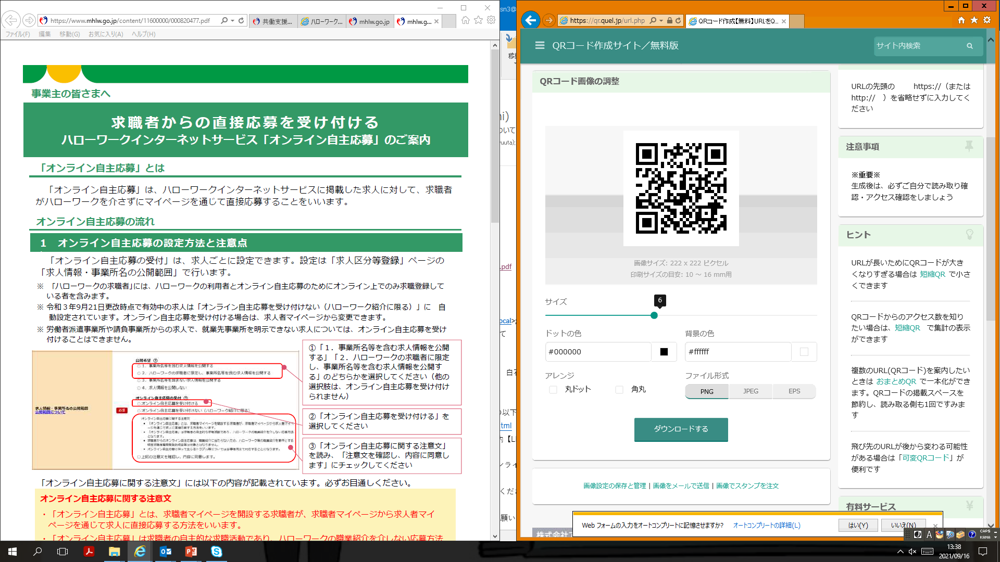 https://www.mhlw.go.jp/content/11600000/000820477.pdf
共働支援...
ハローワーク...
mhlw.go.jp
mhlw.g...
ファイル(F) 編集 移動(G) お気に入り(A) ヘルプ(H)
事業主の皆さまへ
求職者からの直接応募を受け付ける
ハローワークインターネットサービス「オンライン自主応募」のご案内
「オンライン自主応募」とは
「オンライン自主応募」は、ハローワークインターネットサービスに掲載した求人に対して、求職者
がハローワークを介さずにマイページを通じて直接応募することをいいます。
オンライン自主応募の流れ
1 オンライン自主応募の設定方法と注意点
「オンライン自主応募の受付」は、求人ごとに設定できます。設定は「求人区分等登録」ページの
「求人情報・事業所名の公開範囲」で行います。
※ 「ハローワークの求職者」には、ハローワークの利用者とオンライン自主応募のためにオンライン上でのみ求職登録して
いる者を含みます。
※ 令和３年9月21日更改時点で有効中の求人は「オンライン自主応募を受け付けない（ハローワーク紹介に限る）」に 自
動設定されています。オンライン自主応募を受け付ける場合は、求人者マイページから変更できます。
※ 労働者派遣事業所や請負事業所からの求人で、就業先事業所を明示できない求人については、オンライン自主応募を受け
付けることはできません。
求人情報・事業所名の公開範囲
公開範囲について
必須
公開希望
１．事業所名等を含む求人情報を公開する
２．ハローワークの求職者に限定し、事業所名等を含む求人情報を公開する
３．事業所名等を含まない求人情報を公開する
４．求人情報を公開しない
オンライン自主応募の受付
オンライン自主応募を受け付ける
オンライン自主応募を受け付けない（ハローワーク紹介に限る）
オンライン自主応募に関する注意文
上記の注意文を確認し、内容に同意します。
①「１．事業所名等を含む求人情報を公開
する」「２．ハローワークの求職者に限定
し、事業所名等を含む求人情報を公開す
る」のどちらかを選択してください（他の
選択肢は、オンライン自主応募を受け付け
られません）
②「オンライン自主応募を受け付ける」を
選択してください
③「オンライン自主応募に関する注意文」
を読み、「注意文を確認し、内容に同意し
ます」にチェックしてください
「オンライン自主応募に関する注意文」には以下の内容が記載されています。必ずお目通しください。
オンライン自主応募に関する注意文
・「オンライン自主応募」とは、求職者マイページを開設する求職者が、求職者マイページから求人者マイ
ページを通じて求人に直接応募する方法をいいます。
・「オンライン自主応募」は求職者の自主的な求職活動であり、ハローワークの職業紹介を介しない応募方法
sn3@
移動
.pdf
ocal>
白石
の以下
tml
https://qr.quel.jp/url.php
QRコード作成【無料】URLをQ...
QRコード作成サイト／無料版
サイト内検索
QRコード画像の調整
画像サイズ: 222 x 222 ピクセル
印刷サイズの目安: 10 ～ 16 mm用
サイズ
6
ドットの色
#000000
背景の色
#ffffff
アレンジ
丸ドット 角丸
ファイル形式
PNG JPEG EPS
ダウンロードする
画像設定の保存と管理 | 画像をメールで送信 | 画像でスタンプを注文
URLの先頭の https://（または
http:// ）を省略せずに入力してく
ださい
注意事項
※重要※
生成後は、必ずご自分で読み取り確
認・アクセス確認をしましょう
ヒント
URLが長いためにQRコードが大き
くなりすぎる場合は 短縮QR で小さ
くできます
QRコードからのアクセス数を知り
たい場合は、短縮QR で集計の表示
ができます
複数のURL(QRコード)を案内したい
ときは おまとめQR で一本化ができ
ます。QRコードの掲載スペースを
節約し、読み取る側も1回ですみま
す
飛び先のURLが後から変わる可能性
がある場合は「可変QRコード」が
便利です
有料サービス
Web フォームの入力をオートコンプリートに記憶させますか?
オートコンプリートの詳細(L)
はい(Y)
いいえ(N)
株式会社
A
CAPS
KANA
13:38
2021/09/16